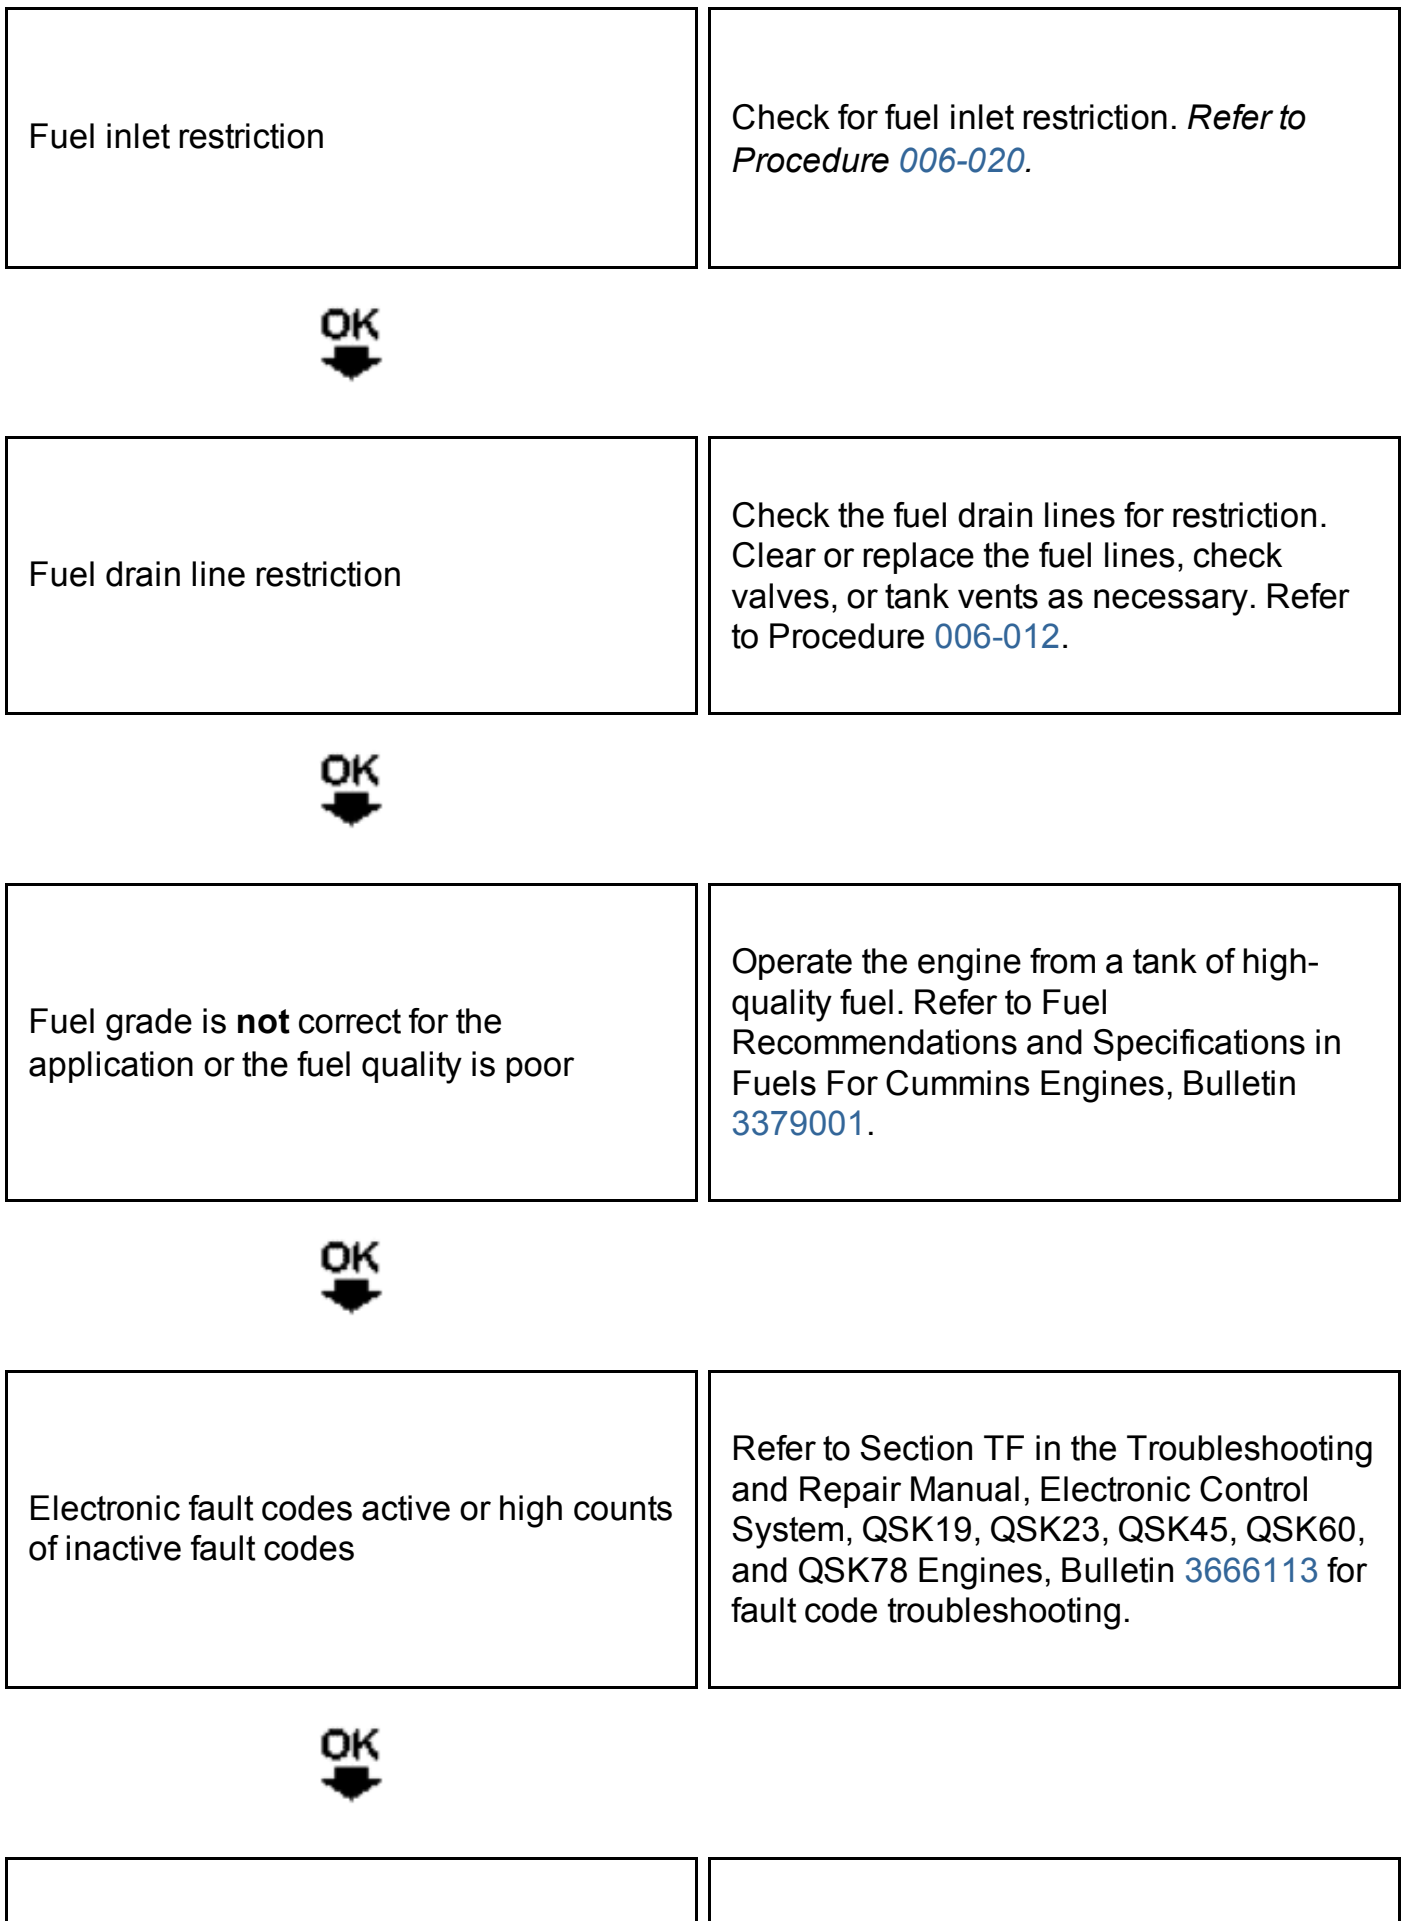 Fuel inlet restriction
Check for fuel inlet restriction. Refer to
Procedure 006-020.
OK
Fuel drain line restriction
Check the fuel drain lines for restriction.
Clear or replace the fuel lines, check
valves, or tank vents as necessary. Refer
to Procedure 006-012.
OK
Fuel grade is not correct for the
application or the fuel quality is poor
Operate the engine from a tank of high-
quality fuel. Refer to Fuel
Recommendations and Specifications in
Fuels For Cummins Engines, Bulletin
3379001.
OK
Electronic fault codes active or high counts
of inactive fault codes
Refer to Section TF in the Troubleshooting
and Repair Manual, Electronic Control
System, QSK19, QSK23, QSK45, QSK60,
and QSK78 Engines, Bulletin 3666113 for
fault code troubleshooting.
OK